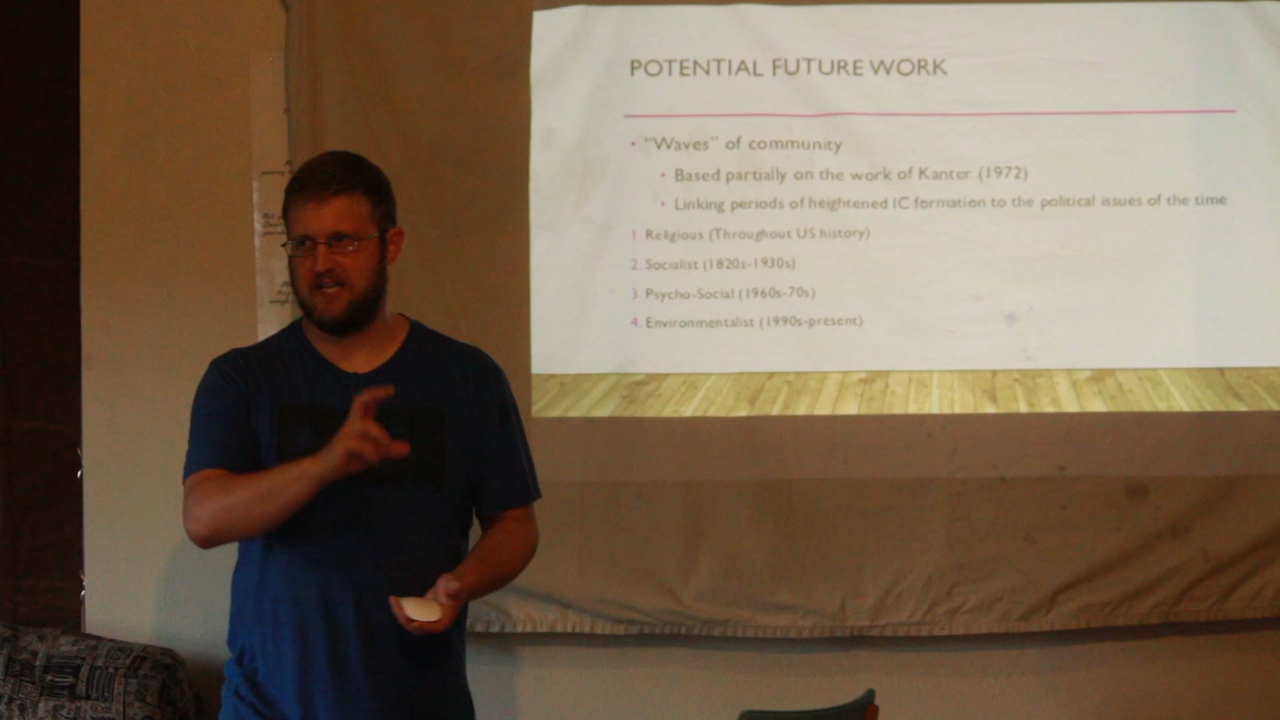 POTENTIAL FUTURE WORK
• "Waves" of community
• Based partially on the work of Kanter (1972)
• Linking periods of heightened IC formation to the political issues of the time
1. Religious (Throughout US history)
2. Socialist (1820s-1930s)
3. Psycho-Social (1960s-70s)
4. Environmentalist (1990s-present)